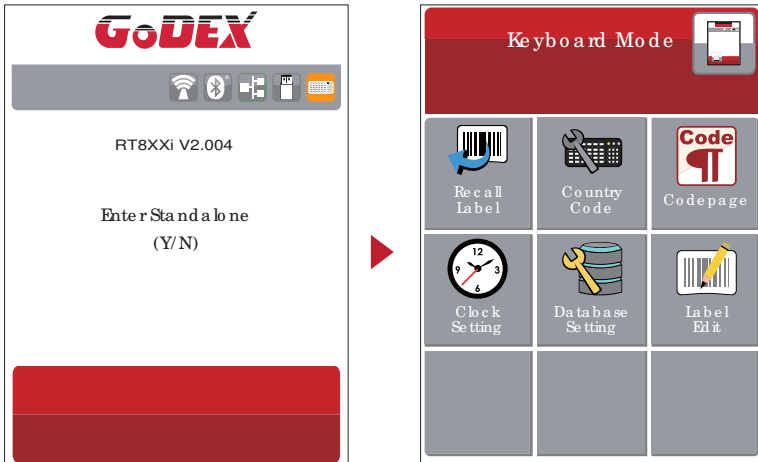 GoDEX
RT8XXi V2.004
Enter Standalone
(Y/N)
Keyboard Mode
Recall
Label
Country
Code
Code
Codepage
12
9
3
6
Clock
Setting
Database
Setting
Label
Edit